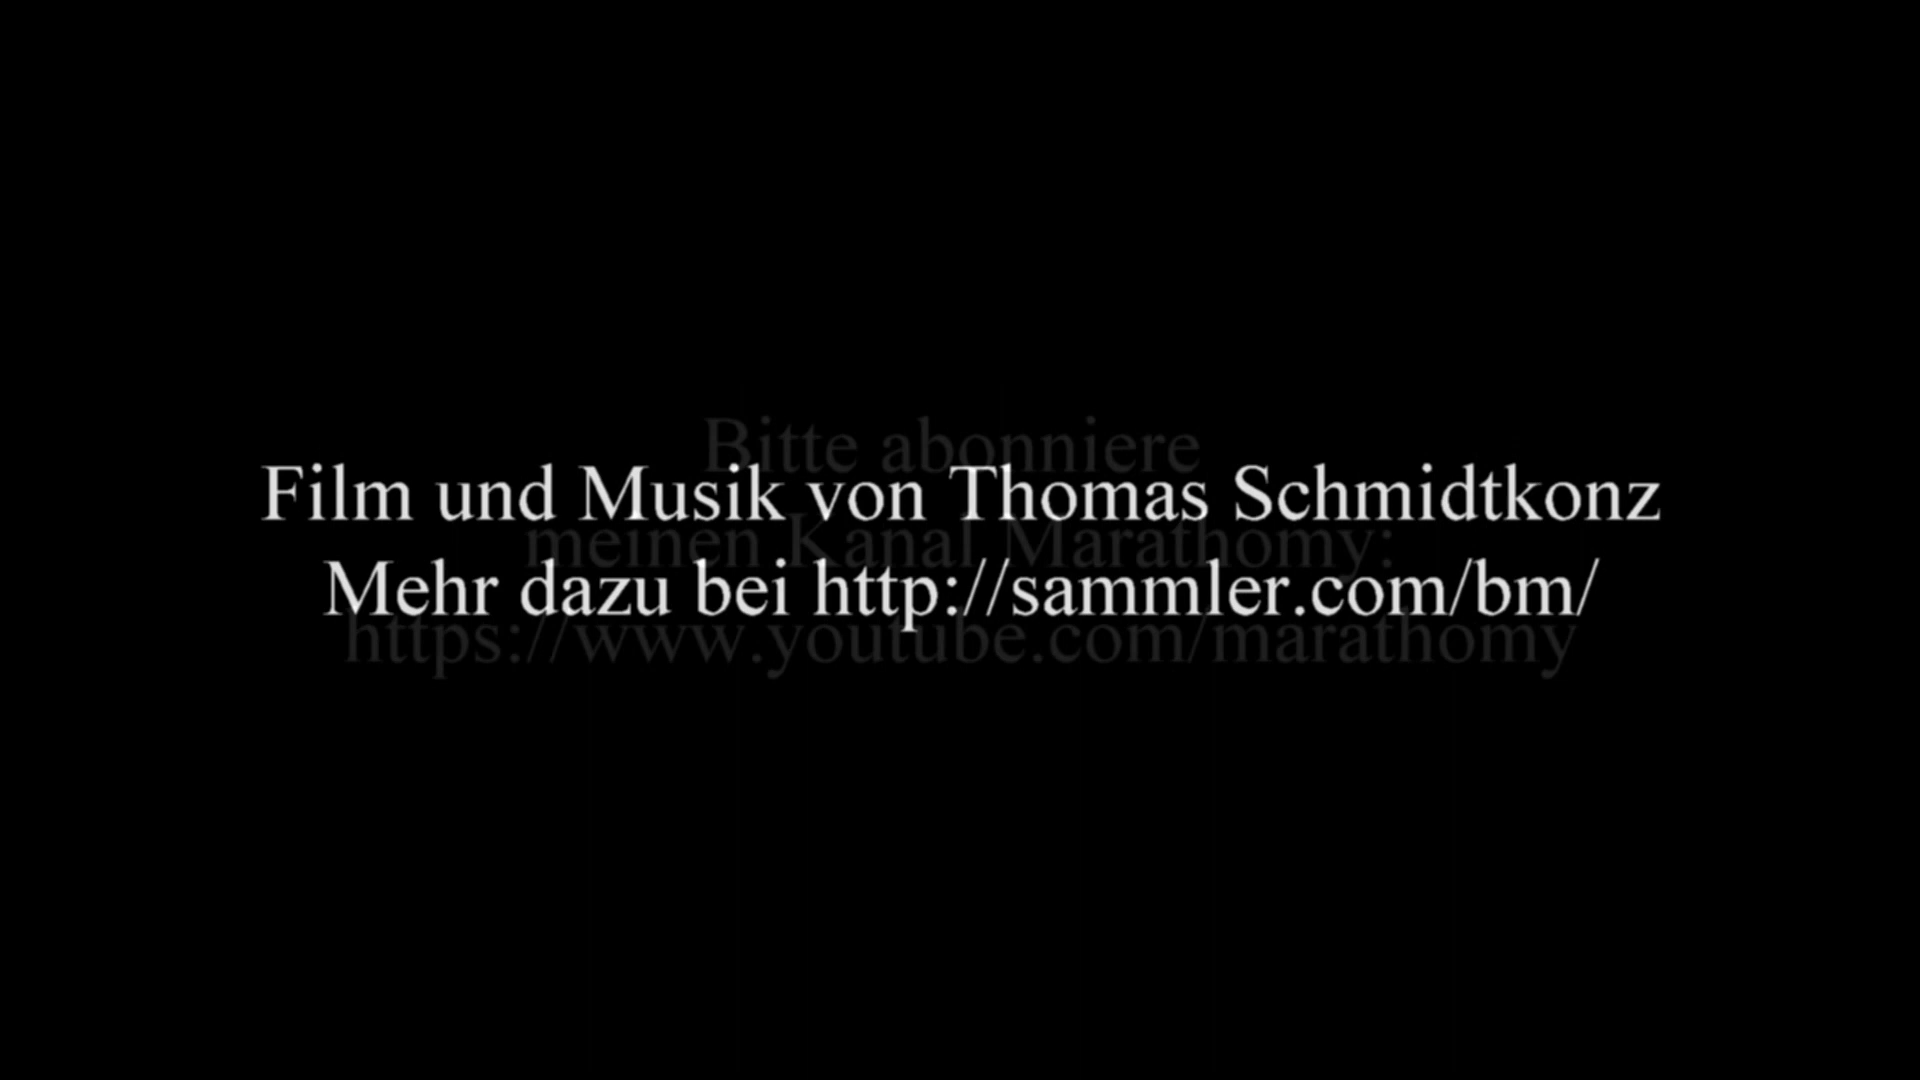 Bitte abonniere
Film und Musik von Thomas Schmidtkonz
meinen Kanal Marathomy:
Mehr dazu bei http://sammler.com/bm/
https://www.youtube.com/marathomy